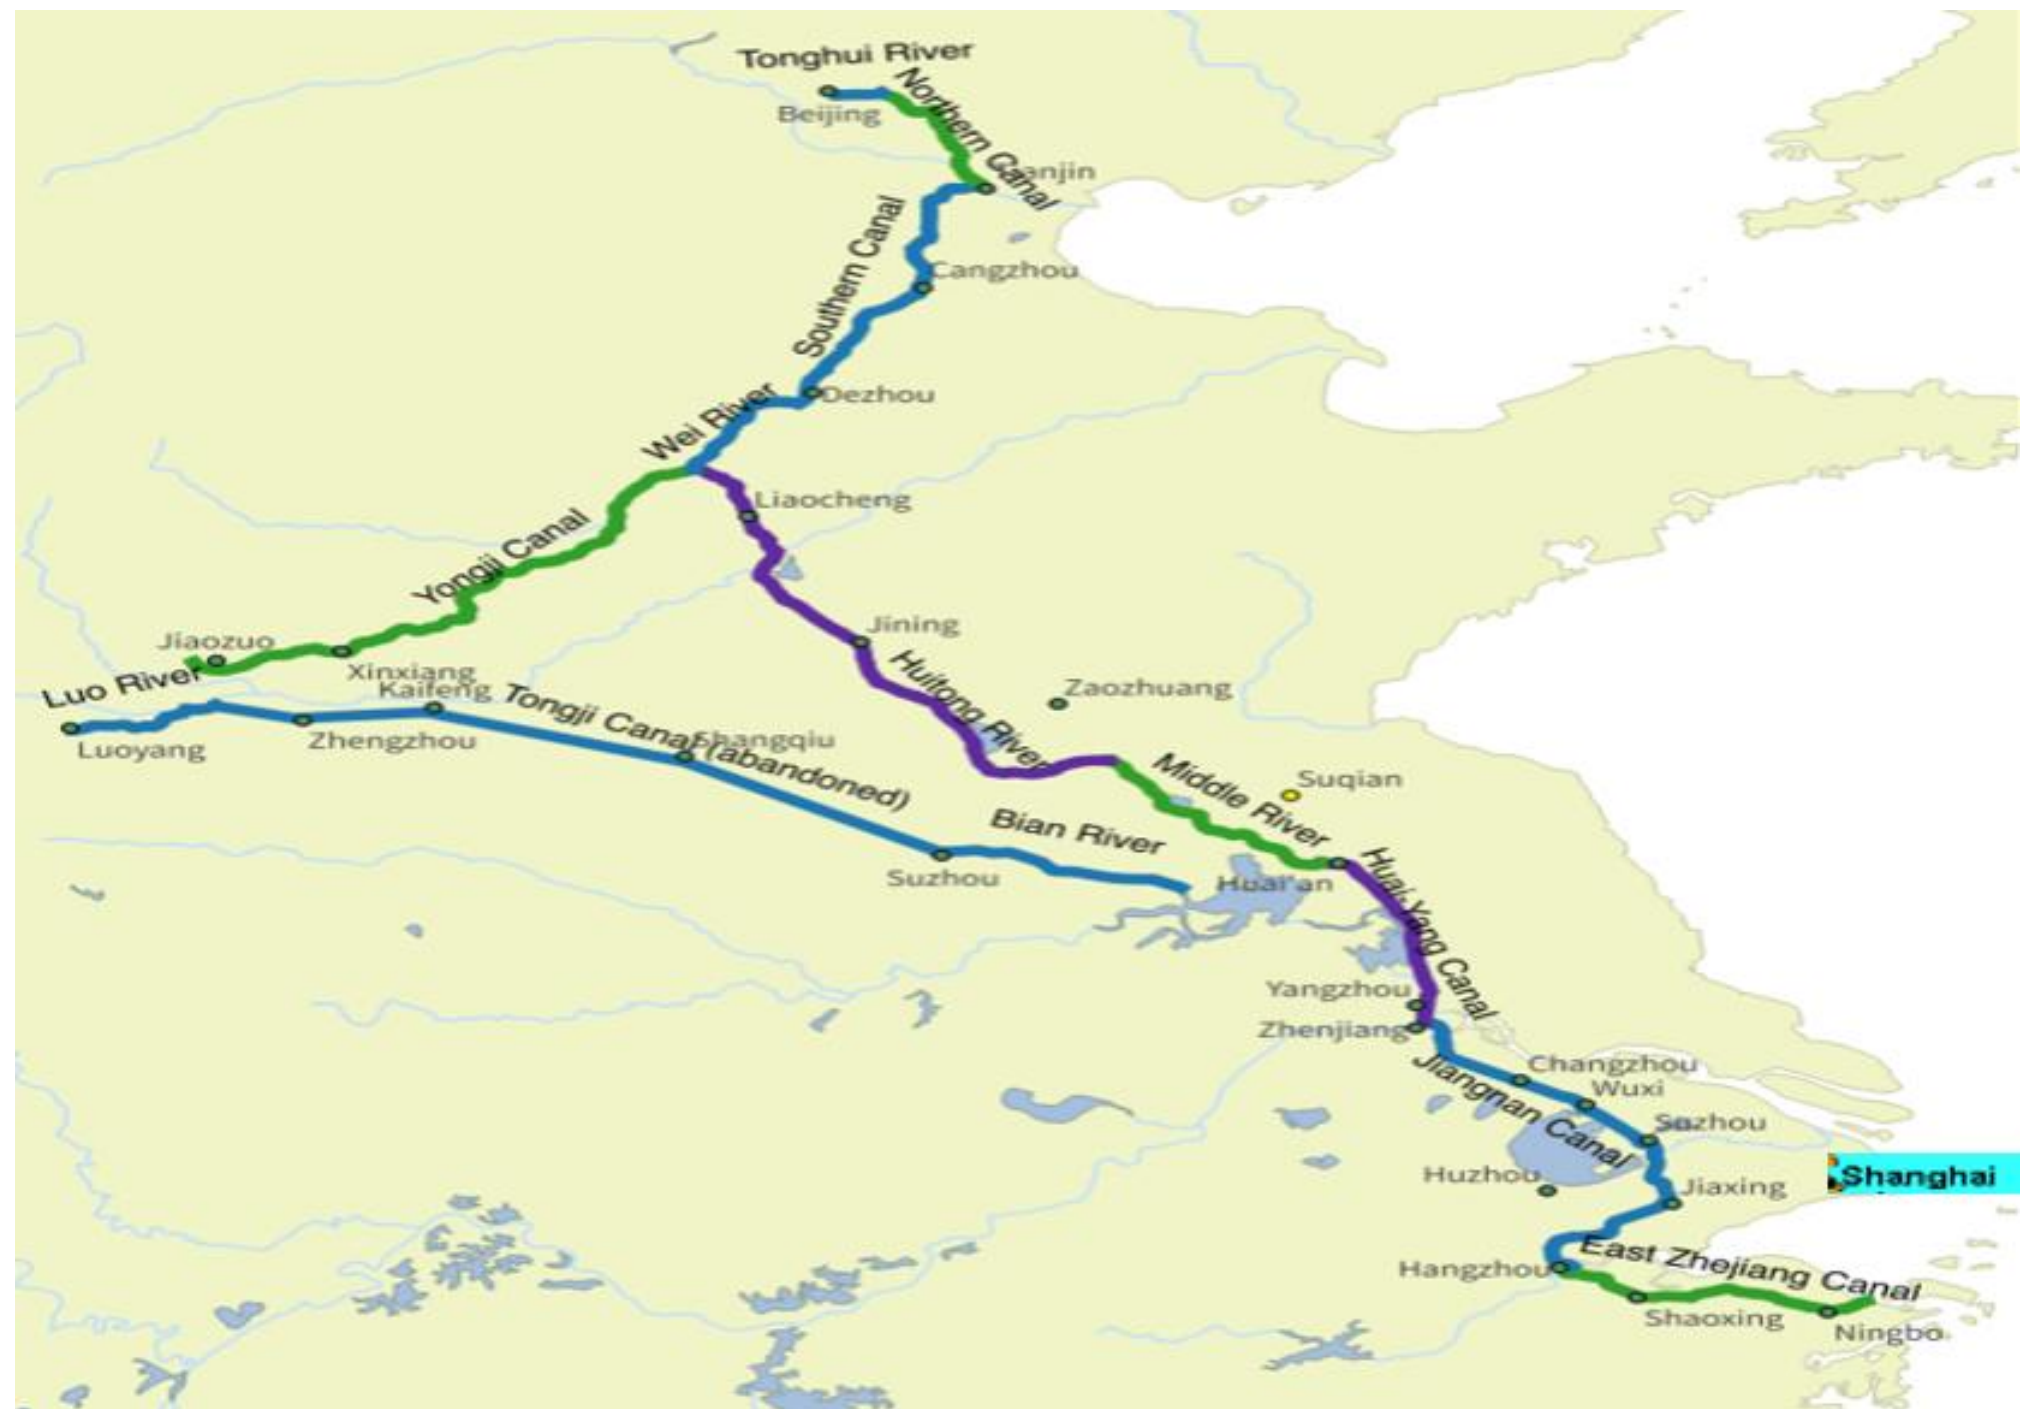 Tonghui River
Beijing
Northern Canal
Tianjin
Southern Canal
Cangzhou
Dezhou
Wei River
Liaocheng
Yongji Canal
Jining
Jiaozuo
Xinxiang
Luo River
Kaifeng
Luoyang
Zhengzhou
Tongji Canal (abandoned)
Shangqiu
Huitong River
Zaozhuang
Middle River
Suqian
Bian River
Suzhou
Huai'an
Huai-Yang Canal
Yangzhou
Zhenjiang
Jiangnan Canal
Changzhou
Wuxi
Suzhou
Huzhou
Jiaxing
Shanghai
Hangzhou
East Zhejiang Canal
Shaoxing
Ningbo